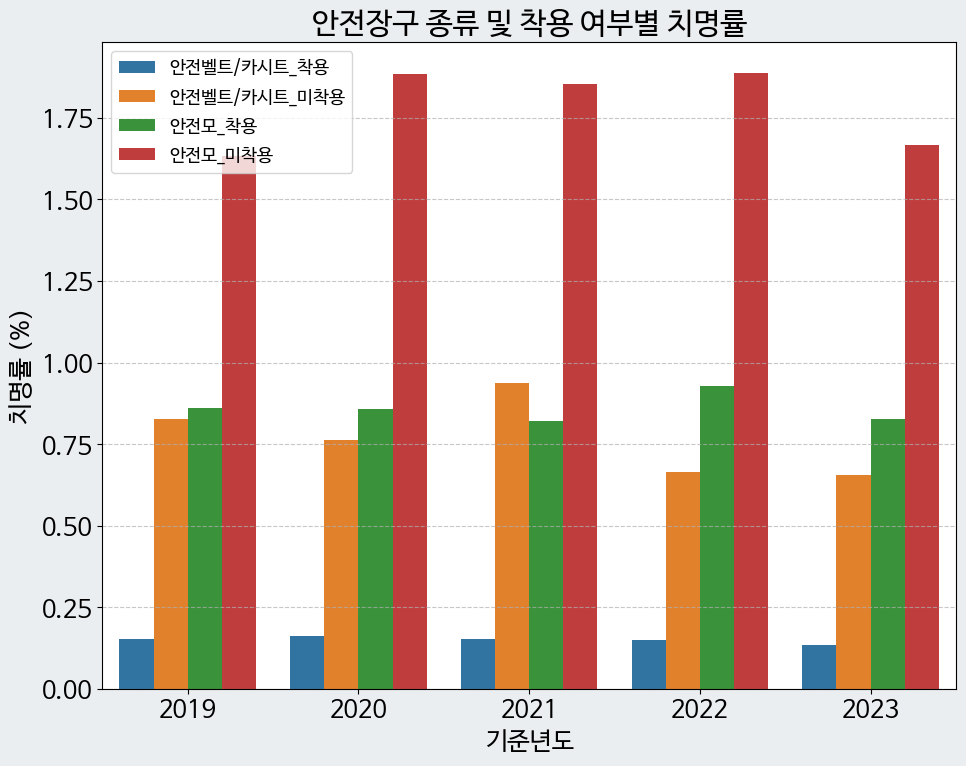 안전장구 종류 및 착용 여부별 치명률
안전벨트/카시트_착용
안전벨트/카시트_미착용
안전모_착용
안전모_미착용
치명률 (%)
1.75
1.50
1.25
1.00
0.75
0.50
0.25
0.00
2019 2020 2021 2022 2023
기준년도